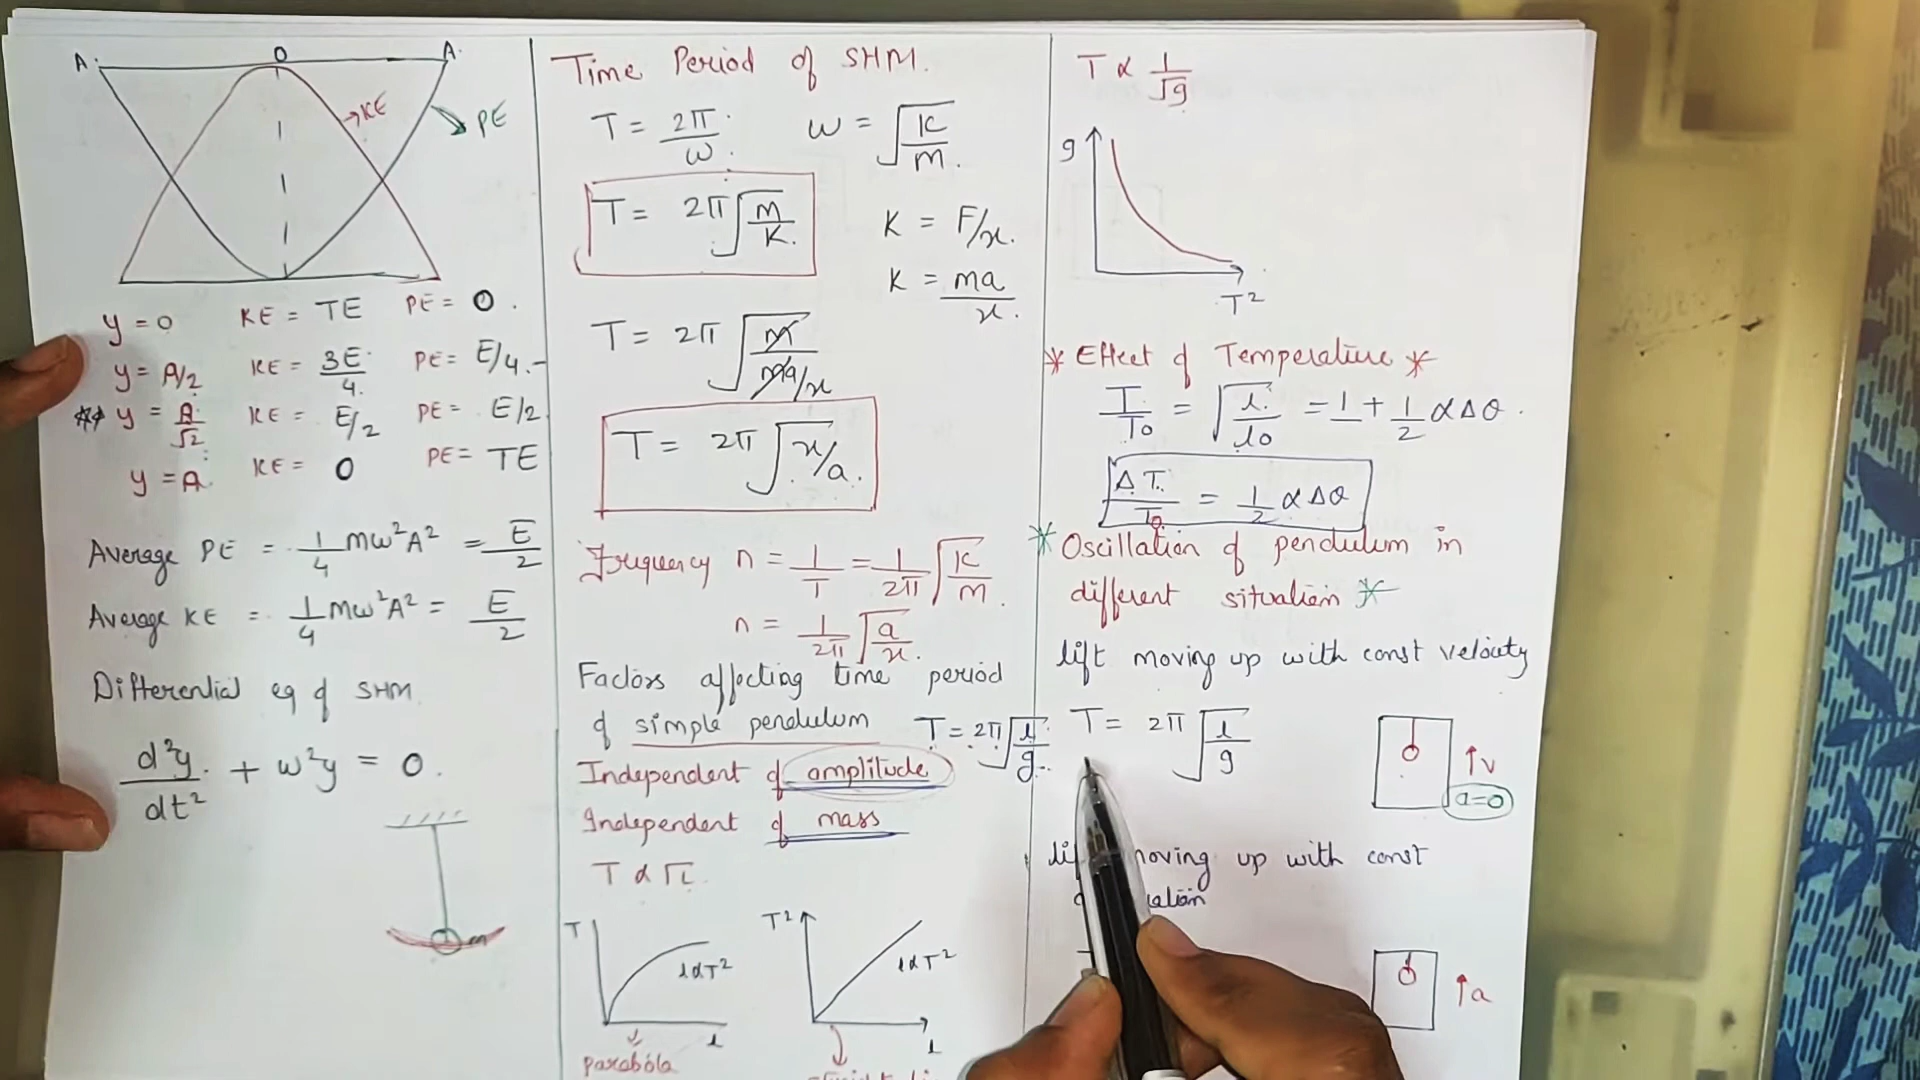 A O A
KE
PE
y = 0 KE = TE PE = 0.
y = A/2 KE = 3E/4. PE = E/4.
** y = A/√2 KE = E/2 PE = E/2
y = A KE = 0 PE = TE
Average PE = 1/4 mω²A² = E/2
Average KE = 1/4 mω²A² = E/2
Differential eq of SHM
d²y/dt² + ω²y = 0.
m
Time Period of SHM.
T = 2π/ω. ω = √K/m.
T = 2π √m/K.
K = F/x.
K = ma/x.
T = 2π √m/ma/x
T = 2π √x/a.
Frequency n = 1/T = 1/2π √K/m.
n = 1/2π √a/x.
Factors affecting time period
of simple pendulum T = 2π √l/g.
Independent of amplitude
Independent of mass
T ∝ √l
T l∝T² l
parabola
T² l∝T² l
T ∝ 1/√g
g
T²
* Effect of Temperature *
T/T0 = √l/l0 = 1 + 1/2 α∆θ.
∆T/T0 = 1/2 α∆θ
* Oscillation of pendulum in
different situation *
lift moving up with const velocity
T = 2π √l/g
↑v
a=0
moving up with const
↑a